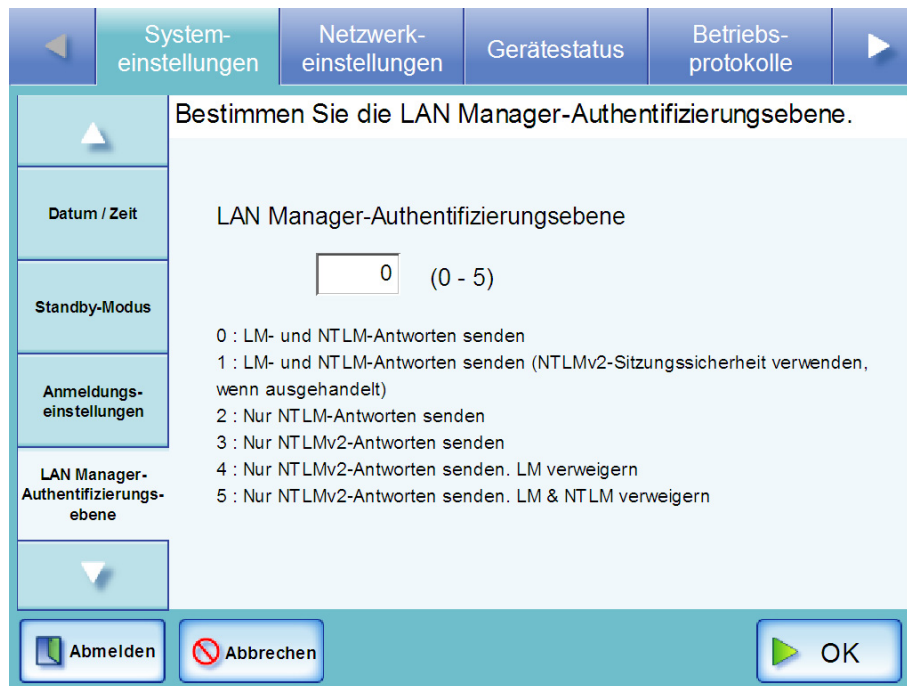 System-
einstellungen
Netzwerk-
einstellungen
Gerätestatus
Betriebs-
protokolle
Bestimmen Sie die LAN Manager-Authentifizierungsebene.
Datum / Zeit
Standby-Modus
Anmeldungs-
einstellungen
LAN Manager-
Authentifizierungs-
ebene
LAN Manager-Authentifizierungsebene
0 (0 - 5)
0 : LM- und NTLM-Antworten senden
1 : LM- und NTLM-Antworten senden (NTLMv2-Sitzungssicherheit verwenden,
wenn ausgehandelt)
2 : Nur NTLM-Antworten senden
3 : Nur NTLMv2-Antworten senden
4 : Nur NTLMv2-Antworten senden. LM verweigern
5 : Nur NTLMv2-Antworten senden. LM & NTLM verweigern
Abmelden
Abbrechen
OK